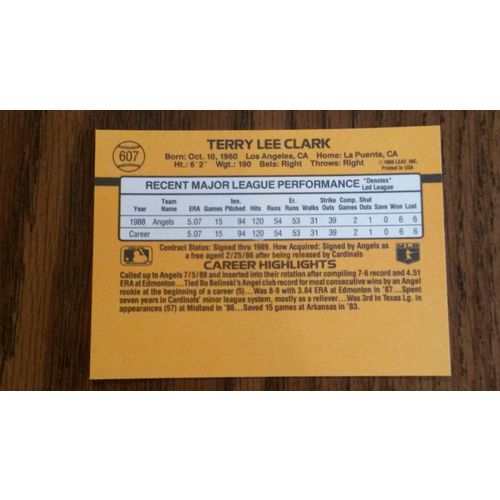 607
TERRY LEE CLARK
Born: Oct. 10, 1960 Los Angeles, CA Home: La Puente, CA
Ht.: 6'2" Wgt.: 190 Bats: Right Throws: Right
© 1988 LEAF, INC.
Printed in USA
RECENT MAJOR LEAGUE PERFORMANCE *Denotes Led League
Year Team Name ERA Games Inn. Pitched Hits Runs Er. Runs Walks Strike Outs Comp. Games Shut Outs Save Won Lost
1988 Angels 5.07 15 94 120 54 53 31 39 2 1 0 6 6
Career 5.07 15 94 120 54 53 31 39 2 1 0 6 6
Contract Status: Signed thru 1989. How Acquired: Signed by Angels as
a free agent 2/25/86 after being released by Cardinals
CAREER HIGHLIGHTS
Called up to Angels 7/5/88 and inserted into their rotation after compiling 7-6 record and 4.51
ERA at Edmonton...Tied Bo Belinski's Angel club record for most consecutive wins by an Angel
rookie at the beginning of a career (5)...Was 8-9 with 3.84 ERA at Edmonton in '87...Spent
seven years in Cardinals' minor league system, mostly as a reliever...Was 3rd in Texas Lg. in
appearances (57) at Midland in '86...Saved 15 games at Arkansas in '83.